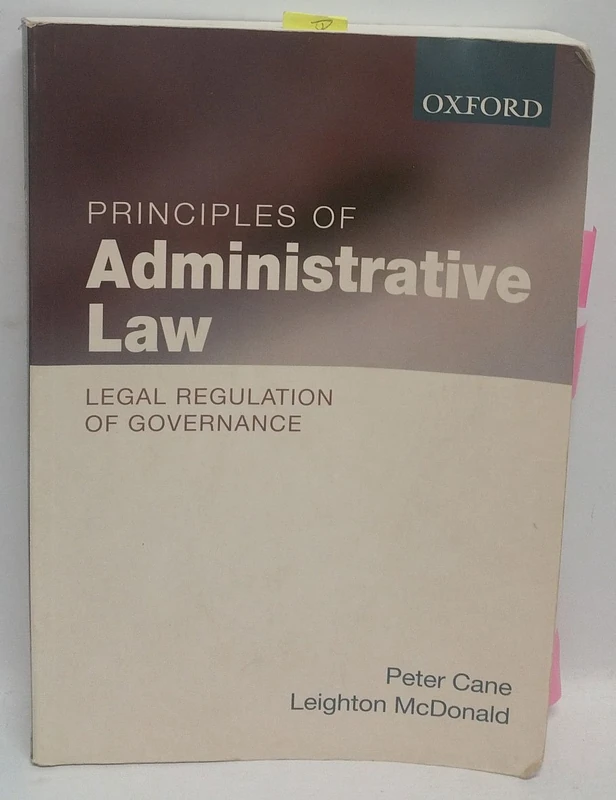 OXFORD
PRINCIPLES OF
Administrative
Law
LEGAL REGULATION
OF GOVERNANCE
Peter Cane
Leighton McDonald